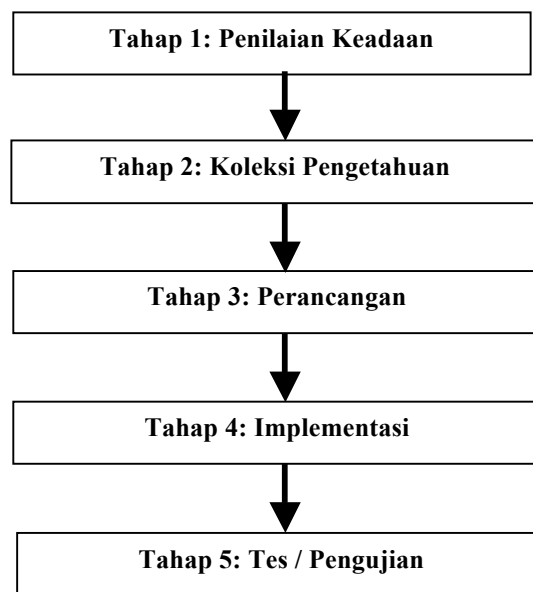 Tahap 1: Penilaian Keadaan
Tahap 2: Koleksi Pengetahuan
Tahap 3: Perancangan
Tahap 4: Implementasi
Tahap 5: Tes / Pengujian